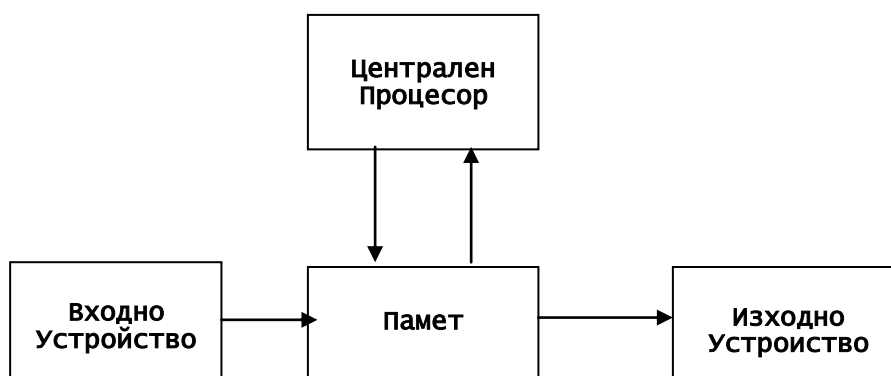 Централен
Процесор
Входно
Устройство
Памет
Изходно
Устроиство